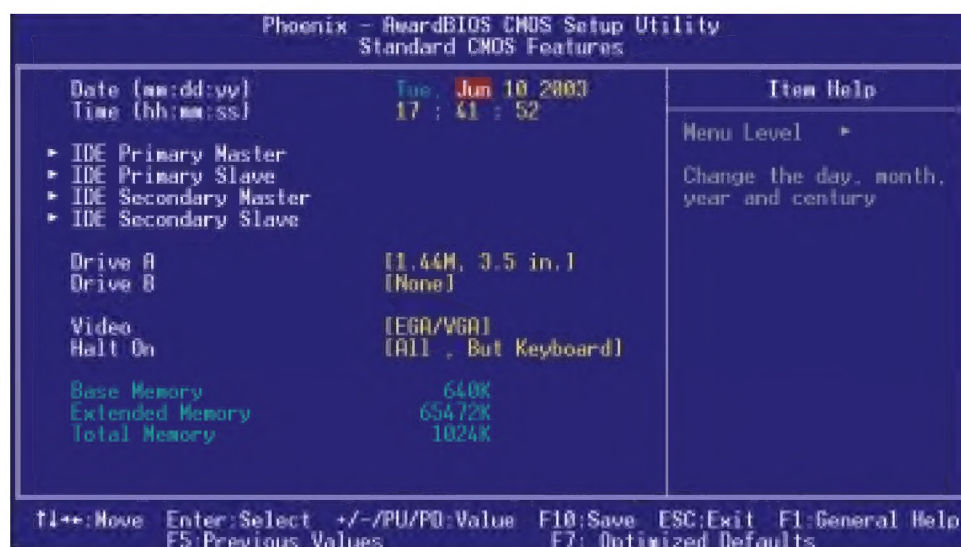 Phoenix - AwardBIOS CMOS Setup Utility
Standard CMOS Features
Date (mm:dd:yy) Tue, Jun 10 2003
Time (hh:mm:ss) 17 : 41 : 52
► IDE Primary Master
► IDE Primary Slave
► IDE Secondary Master
► IDE Secondary Slave
Drive A [1.44M, 3.5 in.]
Drive B [None]
Video [EGA/VGA]
Halt On [All , But Keyboard]
Base Memory 640K
Extended Memory 65472K
Total Memory 1024K
Item Help
Menu Level ►
Change the day, month,
year and century
↑↓→←:Move Enter:Select +/-/PU/PD:Value F10:Save ESC:Exit F1:General Help
F5:Previous Values F7: Optimized Defaults